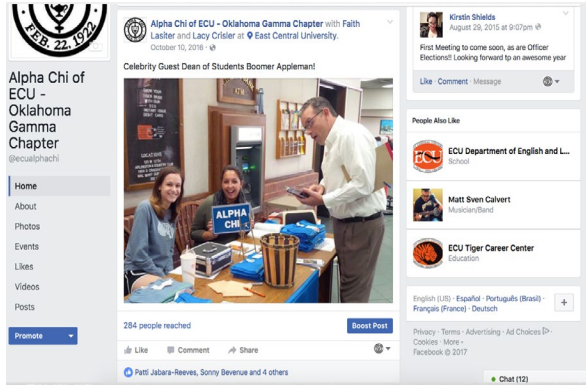 FEB. 22, 1922
Alpha Chi of
ECU -
Oklahoma
Gamma
Chapter
@ecualphachi
Home
About
Photos
Events
Likes
Videos
Posts
Promote
Alpha Chi of ECU - Oklahoma Gamma Chapter with Faith
Lasiter and Lacy Crisler at East Central University.
October 10, 2016 ·
Celebrity Guest Dean of Students Boomer Appleman!
ATM
LOCATIONS
ALPHA
CHI
284 people reached
Boost Post
Like Comment Share
Patti Jabara-Reeves, Sonny Bevenue and 4 others
Kirstin Shields
August 29, 2015 at 9:07pm
First Meeting to come soon, as are Officer
Elections!! Looking forward tp an awesome year
Like · Comment · Message
People Also Like
ECU
ECU Department of English and L...
School
Matt Sven Calvert
Musician/Band
ECU Tiger Career Center
Education
English (US) · Español · Português (Brasil) ·
Français (France) · Deutsch
+
Privacy · Terms · Advertising · Ad Choices ·
Cookies · More
Facebook © 2017
Chat (12)